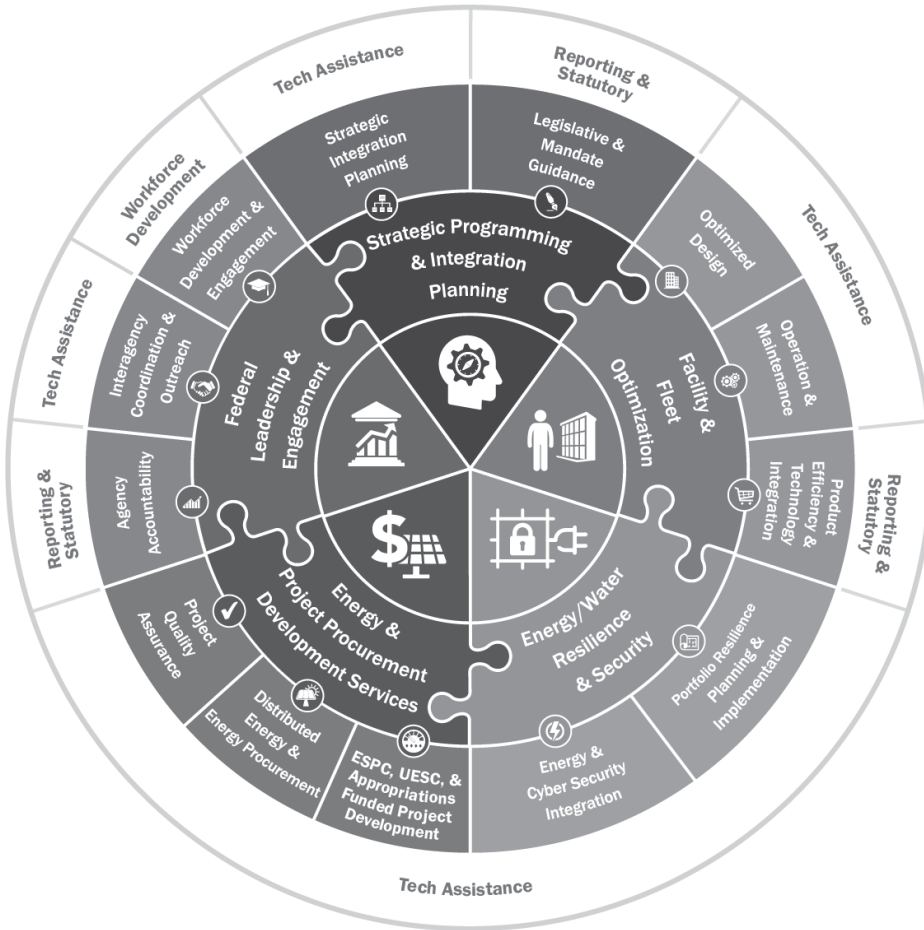 Tech Assistance
Reporting &
Statutory
Tech Assistance
Reporting &
Statutory
Tech Assistance
Reporting &
Statutory
Tech Assistance
Workforce
Development
Strategic
Integration
Planning
Legislative &
Mandate
Guidance
Optimized
Design
Operation &
Maintenance
Product
Efficiency &
Technology
Integration
Portfolio Resilience
Planning &
Implementation
Energy &
Cyber Security
Integration
ESPC, UESC, &
Appropriations
Funded Project
Development
Distributed
Energy &
Energy Procurement
Project
Quality
Assurance
Agency
Accountability
Interagency
Coordination &
Outreach
Workforce
Development &
Engagement
Strategic Programming
& Integration
Planning
Facility &
Fleet
Optimization
Energy/Water
Resilience
& Security
Energy &
Project Procurement
Development Services
Federal
Leadership &
Engagement
$